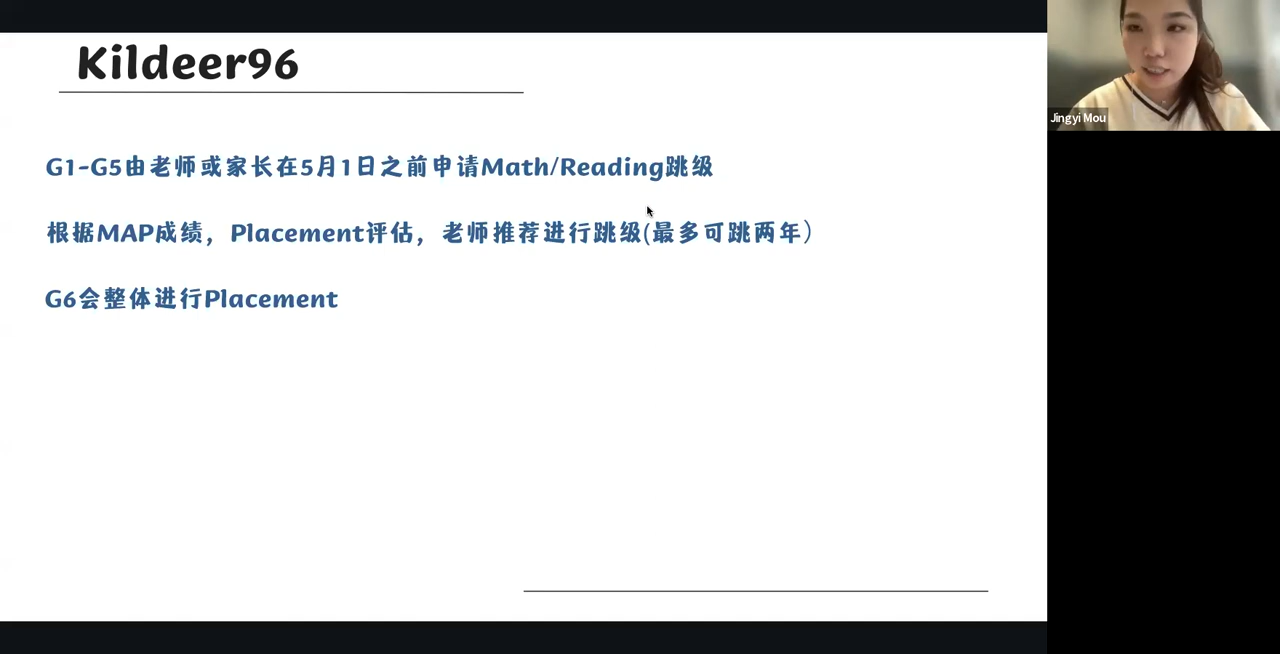 Kildeer96
Jingyi Mou
G1-G5由老师或家长在5月1日之前申请Math/Reading跳级
根据MAP成绩，Placement评估，老师推荐进行跳级(最多可跳两年）
G6会整体进行Placement